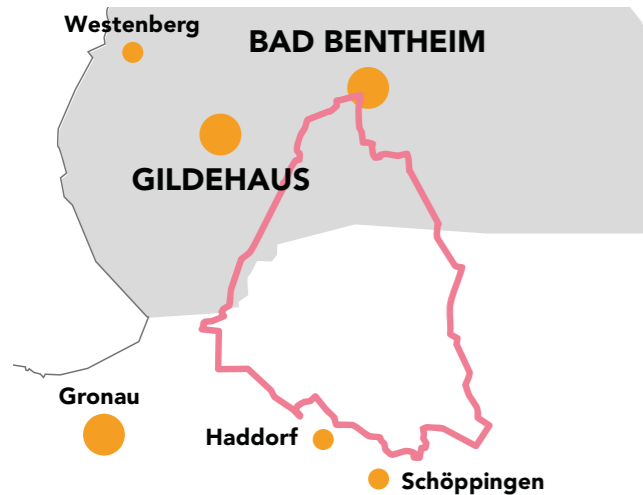 Westenberg
BAD BENTHEIM
GILDEHAUS
Gronau
Haddorf
Schöppingen